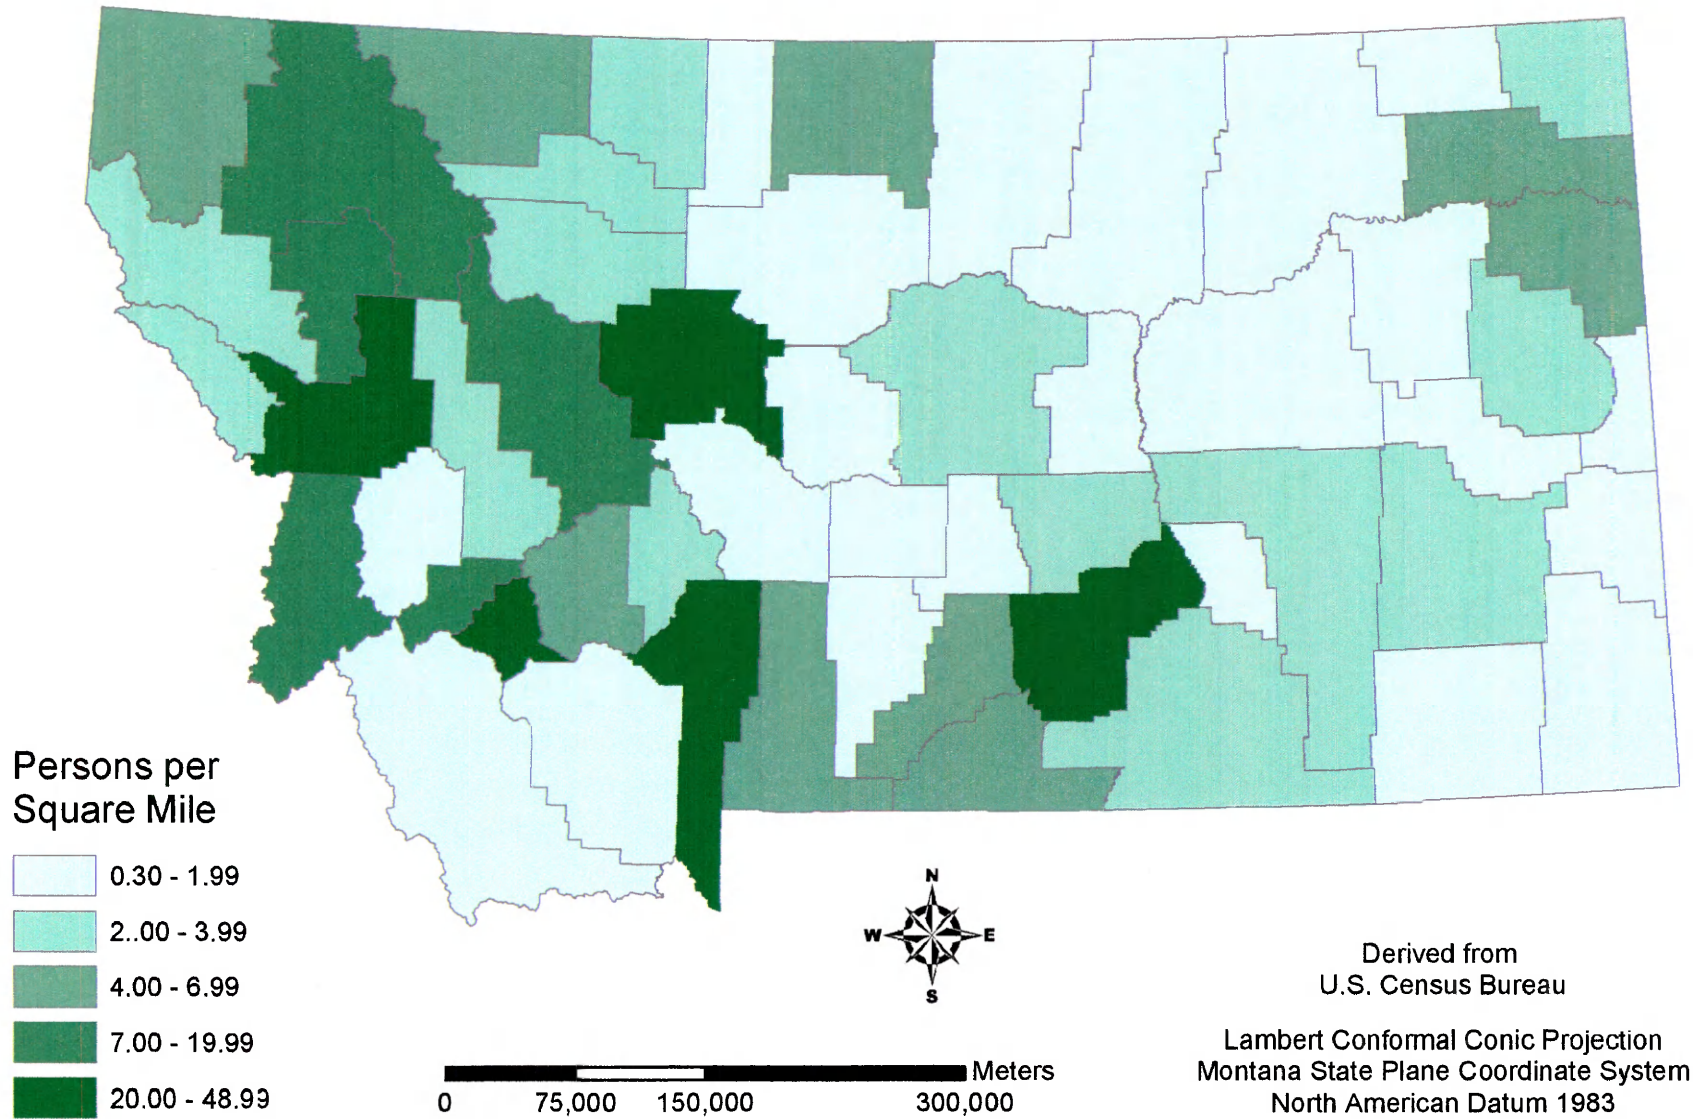 Persons per
Square Mile
0.30 - 1.99
2..00 - 3.99
4.00 - 6.99
7.00 - 19.99
20.00 - 48.99
N
W E
S
Meters
0 75,000 150,000 300,000
Derived from
U.S. Census Bureau
Lambert Conformal Conic Projection
Montana State Plane Coordinate System
North American Datum 1983